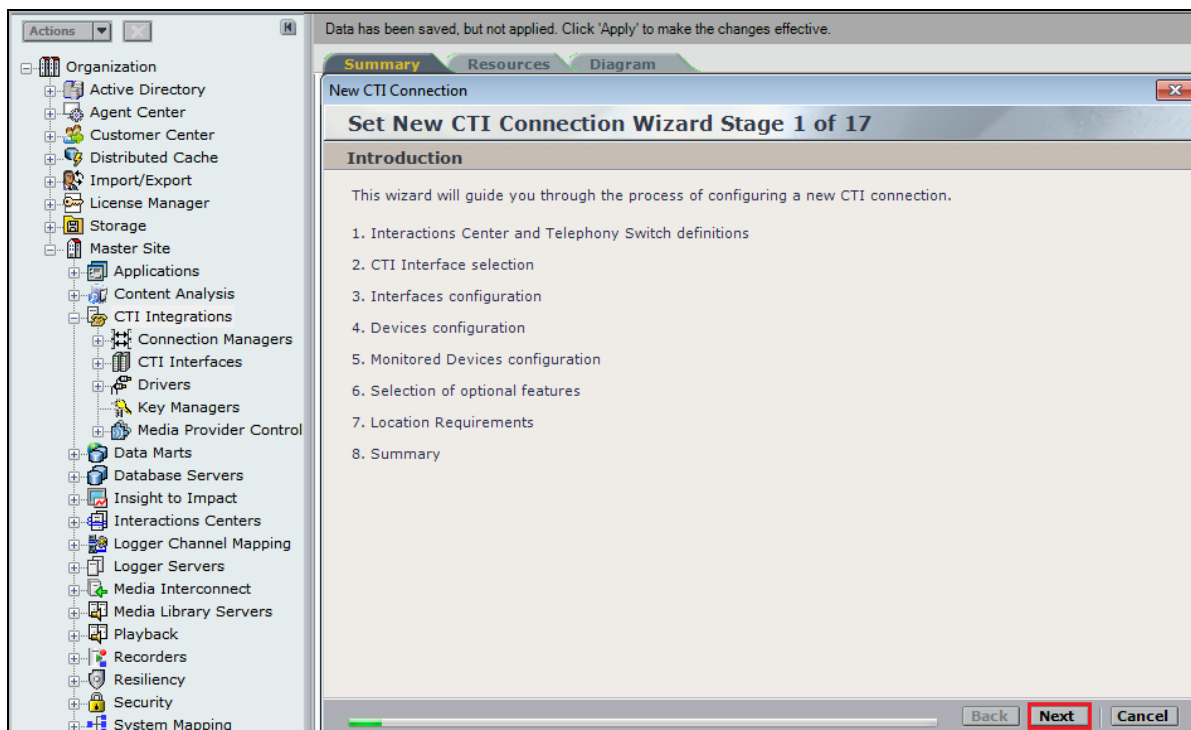 Actions
Organization
Active Directory
Agent Center
Customer Center
Distributed Cache
Import/Export
License Manager
Storage
Master Site
Applications
Content Analysis
CTI Integrations
Connection Managers
CTI Interfaces
Drivers
Key Managers
Media Provider Control
Data Marts
Database Servers
Insight to Impact
Interactions Centers
Logger Channel Mapping
Logger Servers
Media Interconnect
Media Library Servers
Playback
Recorders
Resiliency
Security
System Mapping
Data has been saved, but not applied. Click 'Apply' to make the changes effective.
Summary Resources Diagram
New CTI Connection
Set New CTI Connection Wizard Stage 1 of 17
Introduction
This wizard will guide you through the process of configuring a new CTI connection.
1. Interactions Center and Telephony Switch definitions
2. CTI Interface selection
3. Interfaces configuration
4. Devices configuration
5. Monitored Devices configuration
6. Selection of optional features
7. Location Requirements
8. Summary
Back Next Cancel